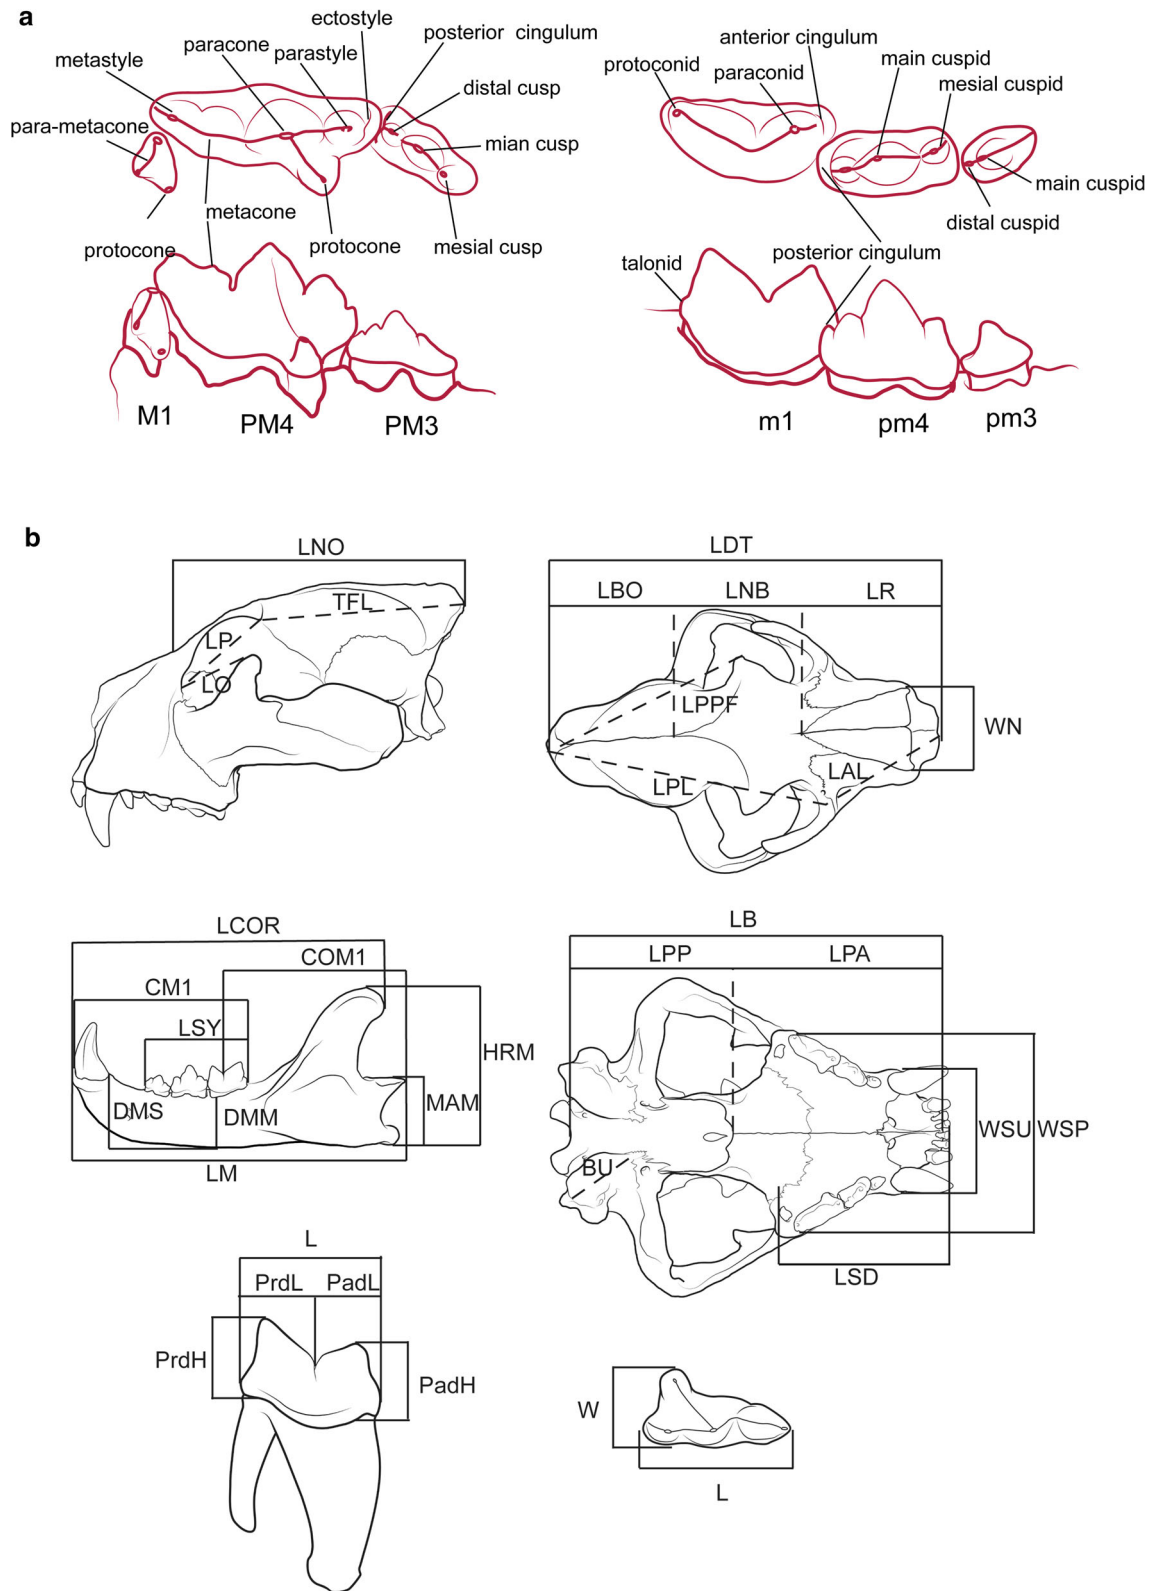 a
ectostyle
paracone
parastyle
posterior cingulum
metastyle
distal cusp
para-metacone
mian cusp
metacone
protocone
protocone
mesial cusp
M1
PM4
PM3
anterior cingulum
protoconid
main cuspid
paraconid
mesial cuspid
main cuspid
distal cuspid
talonid
posterior cingulum
m1
pm4
pm3
b
LNO
TFL
LP
LO
LDT
LBO
LNB
LR
LPPF
WN
LPL
LAL
LCOR
COM1
CM1
LSY
HRM
DMS
DMM
MAM
LM
LB
LPP
LPA
WSU
WSP
BU
LSD
L
PrdL
PadL
PrdH
PadH
W
L